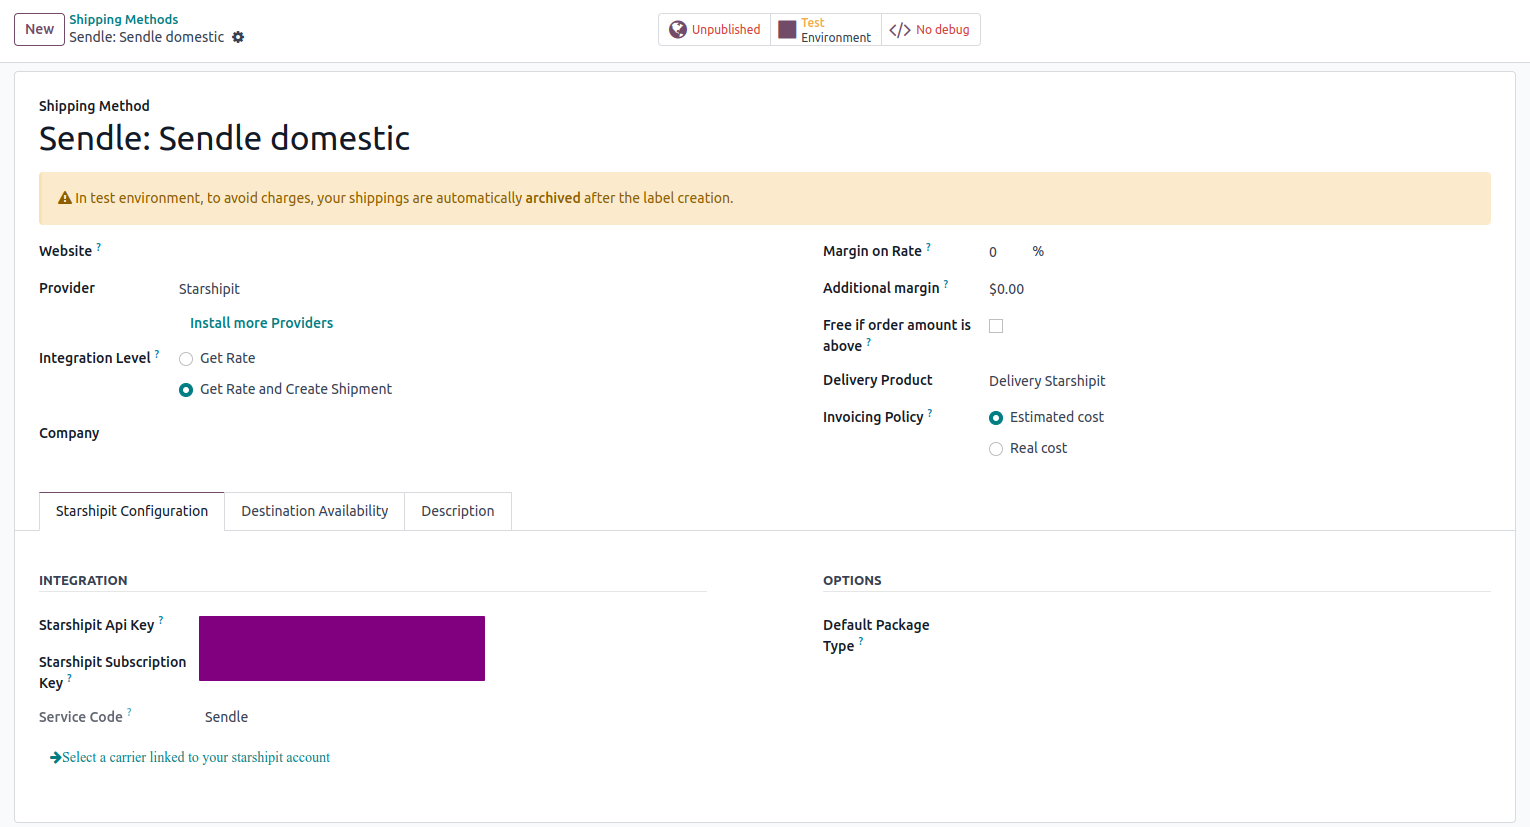 New
Shipping Methods
Sendle: Sendle domestic
Unpublished
Test
Environment
No debug
Shipping Method
Sendle: Sendle domestic
In test environment, to avoid charges, your shippings are automatically archived after the label creation.
Website ?
Provider
Starshipit
Install more Providers
Integration Level ?
Get Rate
Get Rate and Create Shipment
Company
Margin on Rate ?
0 %
Additional margin ?
$0.00
Free if order amount is
above ?
Delivery Product
Delivery Starshipit
Invoicing Policy ?
Estimated cost
Real cost
Starshipit Configuration
Destination Availability
Description
INTEGRATION
Starshipit Api Key ?
Starshipit Subscription
Key ?
Service Code ?
Sendle
Select a carrier linked to your starshipit account
OPTIONS
Default Package
Type ?